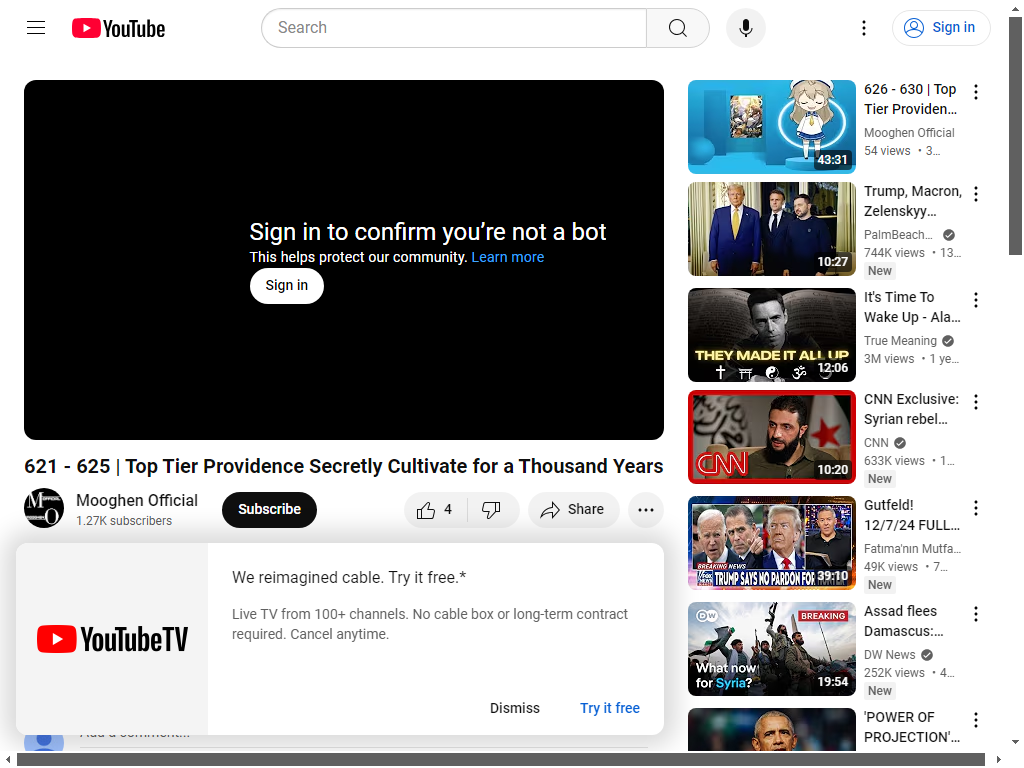 YouTube
Search
Sign in
Sign in to confirm you're not a bot
This helps protect our community. Learn more
Sign in
621 - 625 | Top Tier Providence Secretly Cultivate for a Thousand Years
Mooghen Official
1.27K subscribers
Subscribe
4
Share
We reimagined cable. Try it free.*
Live TV from 100+ channels. No cable box or long-term contract
required. Cancel anytime.
YouTubeTV
Dismiss
Try it free
Add a comment...
43:31
626 - 630 | Top
Tier Providen...
Mooghen Official
54 views • 3...
10:27
Trump, Macron,
Zelenskyy...
PalmBeach...
744K views • 13...
New
THEY MADE IT ALL UP
12:06
It's Time To
Wake Up - Ala...
True Meaning
3M views • 1 ye...
CNN
10:20
CNN Exclusive:
Syrian rebel...
CNN
633K views • 1...
New
BREAKING NEWS
TRUMP SAYS NO PARDON FOR
39:10
Gutfeld!
12/7/24 FULL...
Fatıma'nın Mutfa...
49K views • 7...
New
DW
BREAKING
What now
for Syria?
19:54
Assad flees
Damascus:...
DW News
252K views • 4...
New
'POWER OF
PROJECTION'...